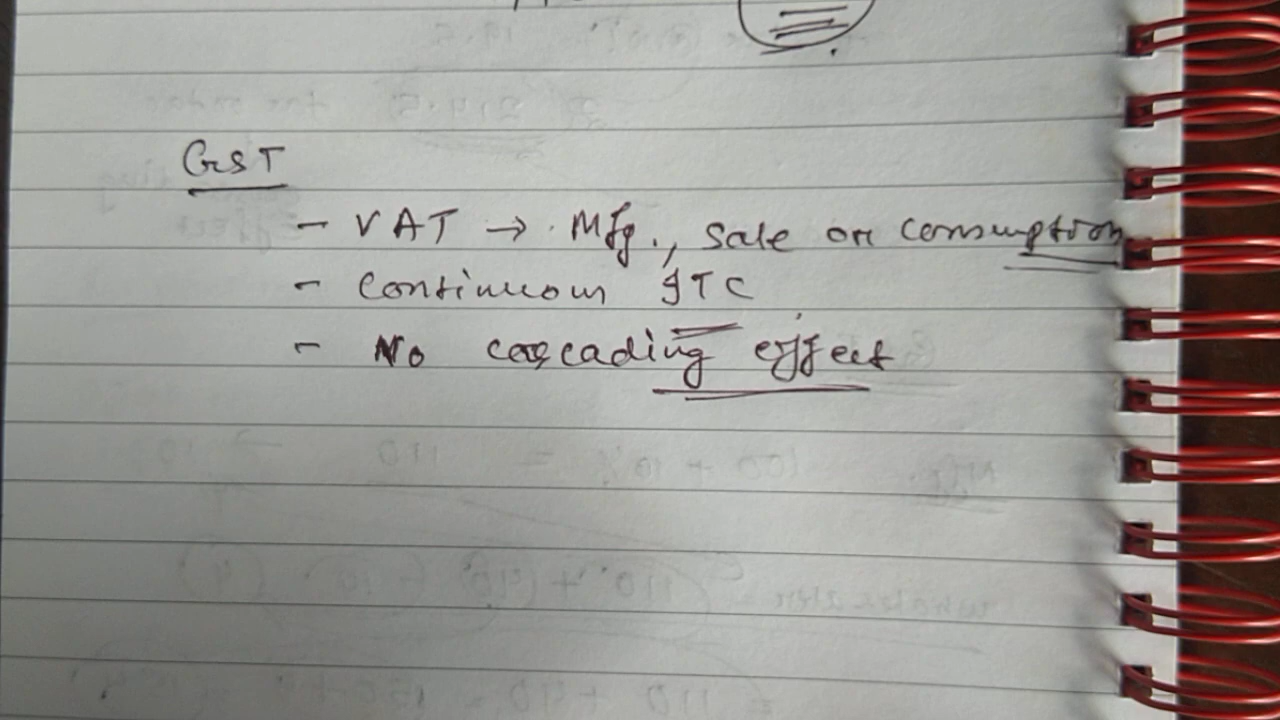 GST
- VAT → Mfg., sale or consumption
- Continuous ITC
- No cascading effect